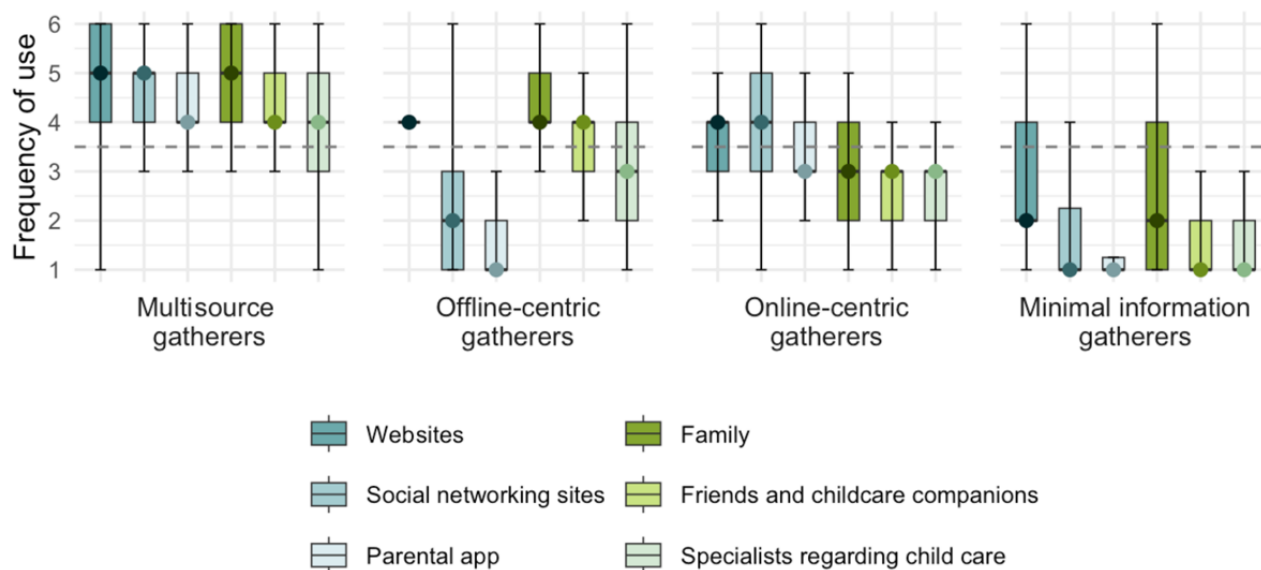 Frequency of use
6
5
4
3
2
1
Multisource
gatherers
Offline-centric
gatherers
Online-centric
gatherers
Minimal information
gatherers
Websites
Family
Social networking sites
Friends and childcare companions
Parental app
Specialists regarding child care